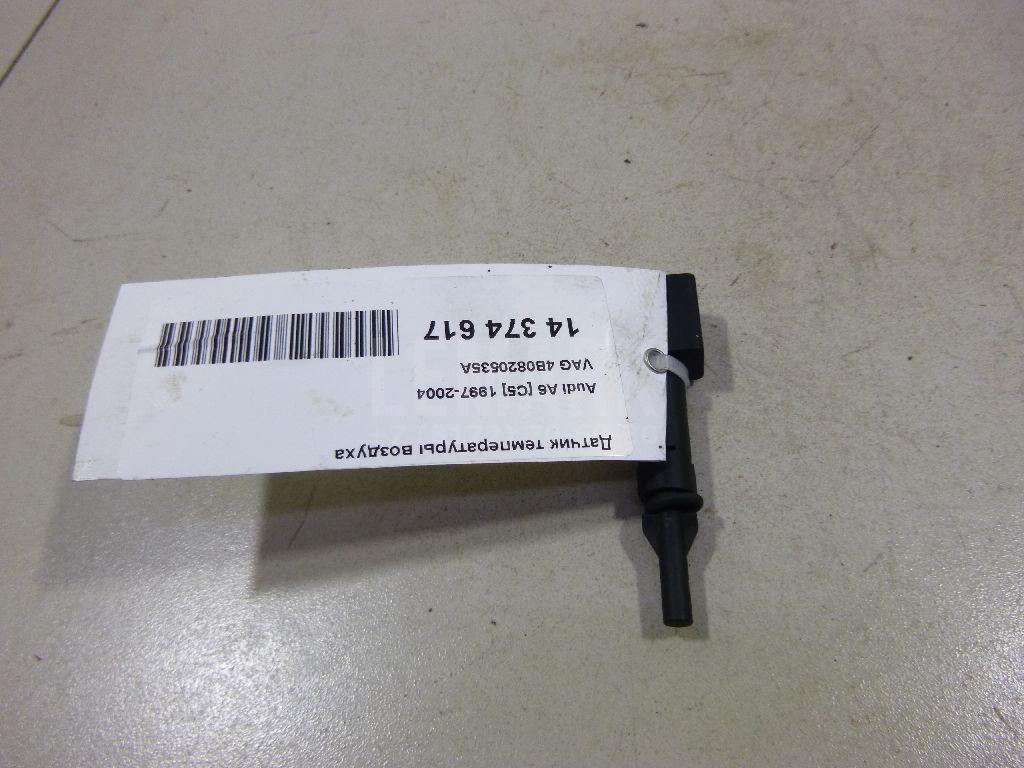 Датчик температуры воздуха
Audi A6 [C5] 1997-2004
VAG 4B0820535A
14 374 617